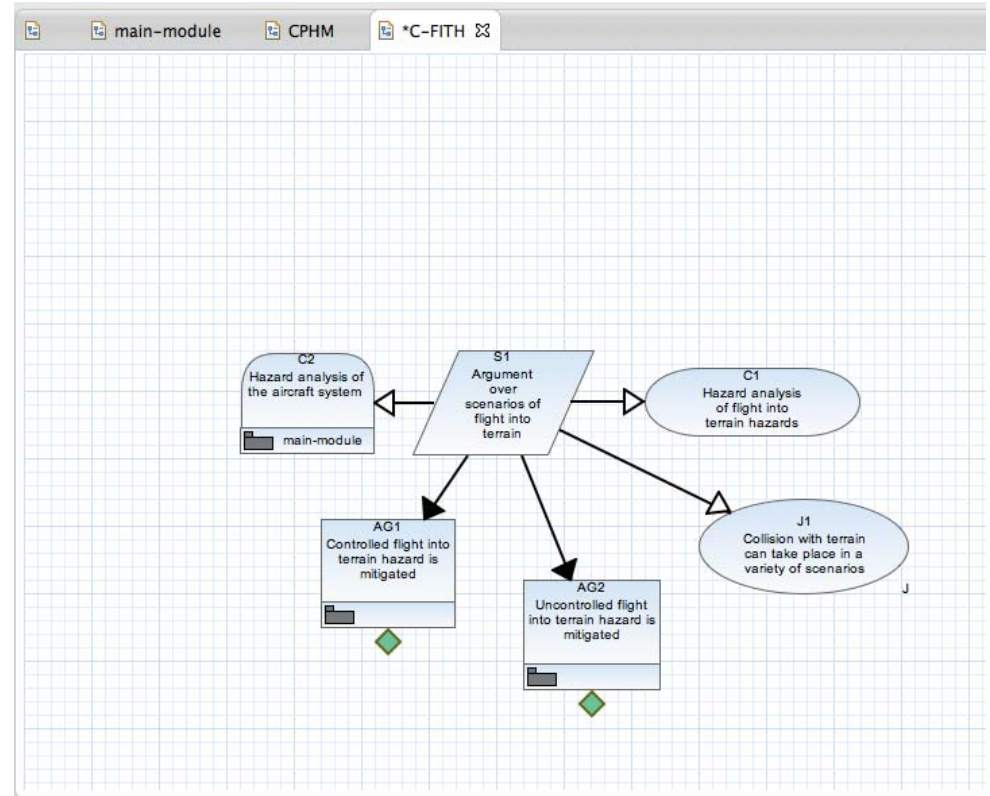 main-module
CPHM
*C-FITH
C2
Hazard analysis of
the aircraft system
main-module
S1
Argument
over
scenarios of
flight into
terrain
C1
Hazard analysis
of flight into
terrain hazards
J1
Collision with terrain
can take place in a
variety of scenarios
J
AG1
Controlled flight into
terrain hazard is
mitigated
AG2
Uncontrolled flight
into terrain hazard is
mitigated